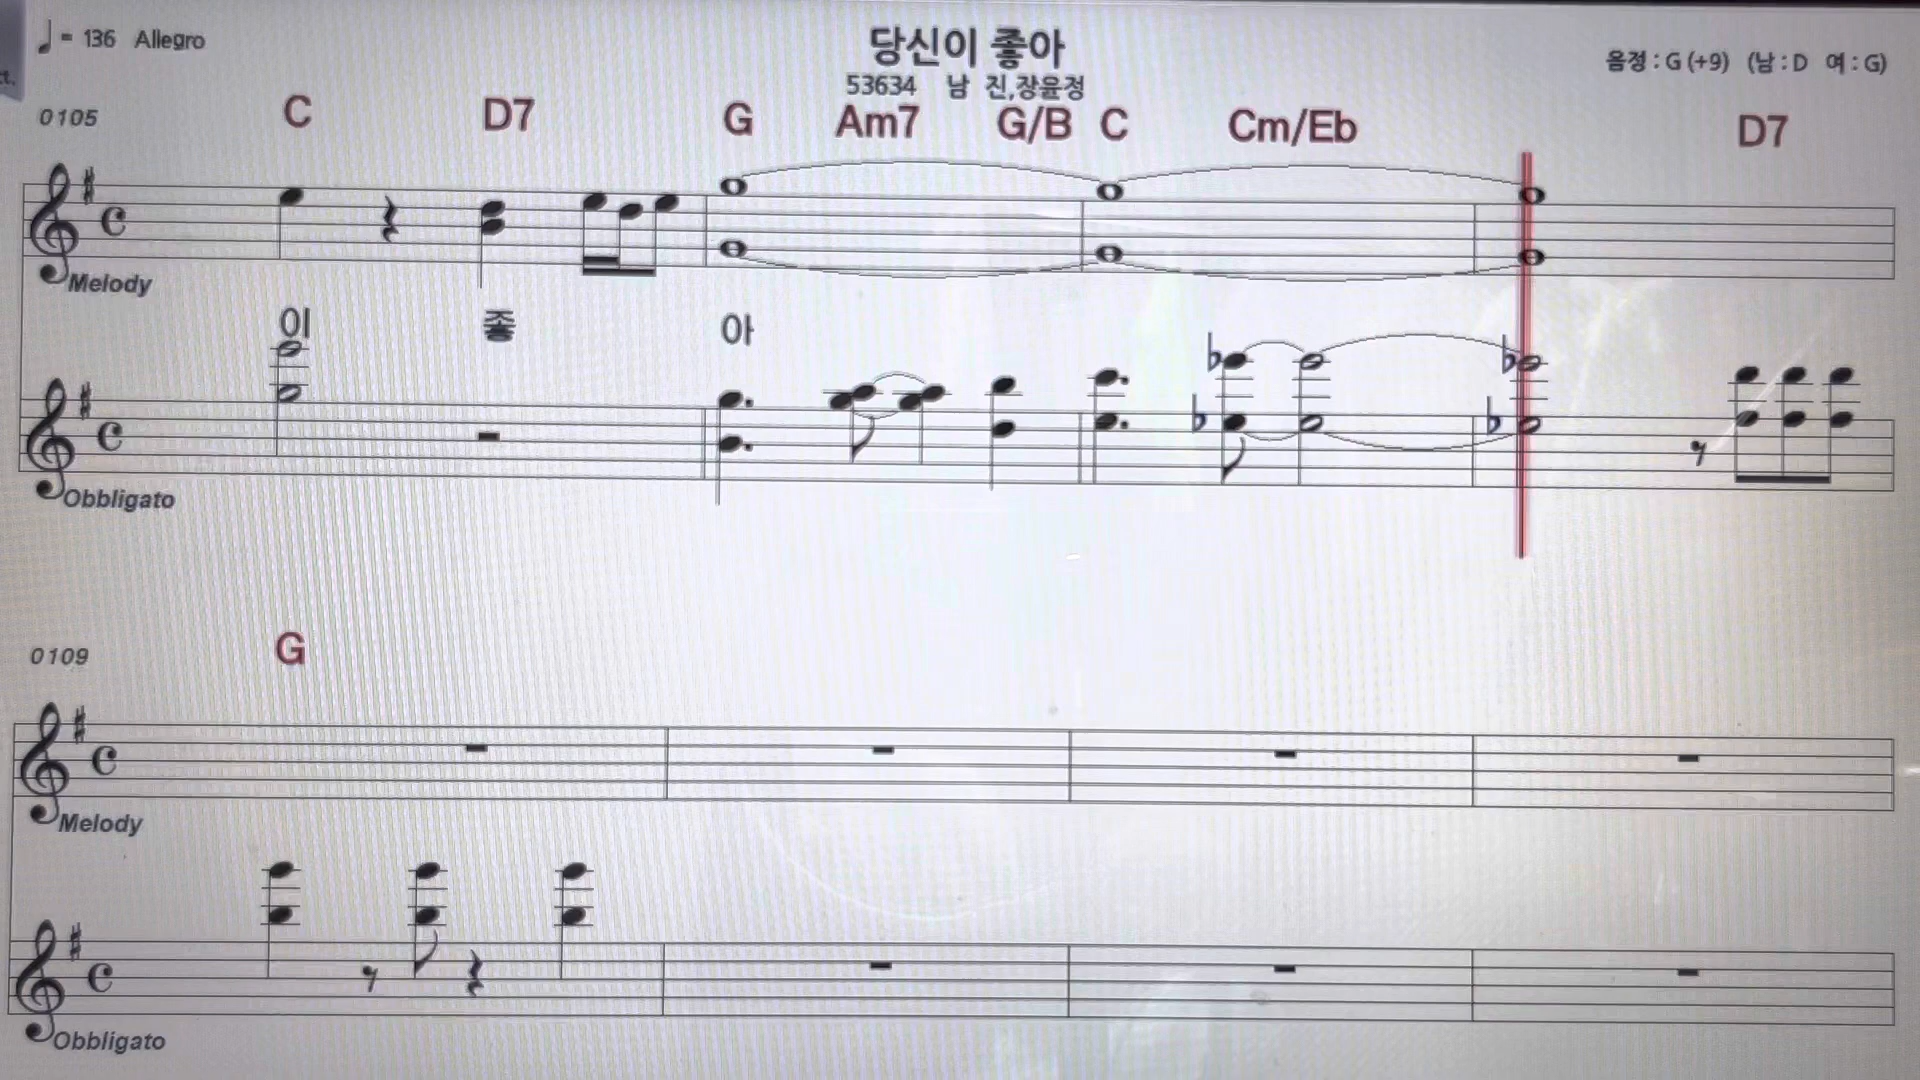 ♩ = 136 Allegro
당신이 좋아
53634 남 진,장윤정
음정 : G (+9) (남 : D 여 : G)
0105
C D7 G Am7 G/B C Cm/Eb D7
Melody
이 좋 아
Obbligato
0109
G
Melody
Obbligato